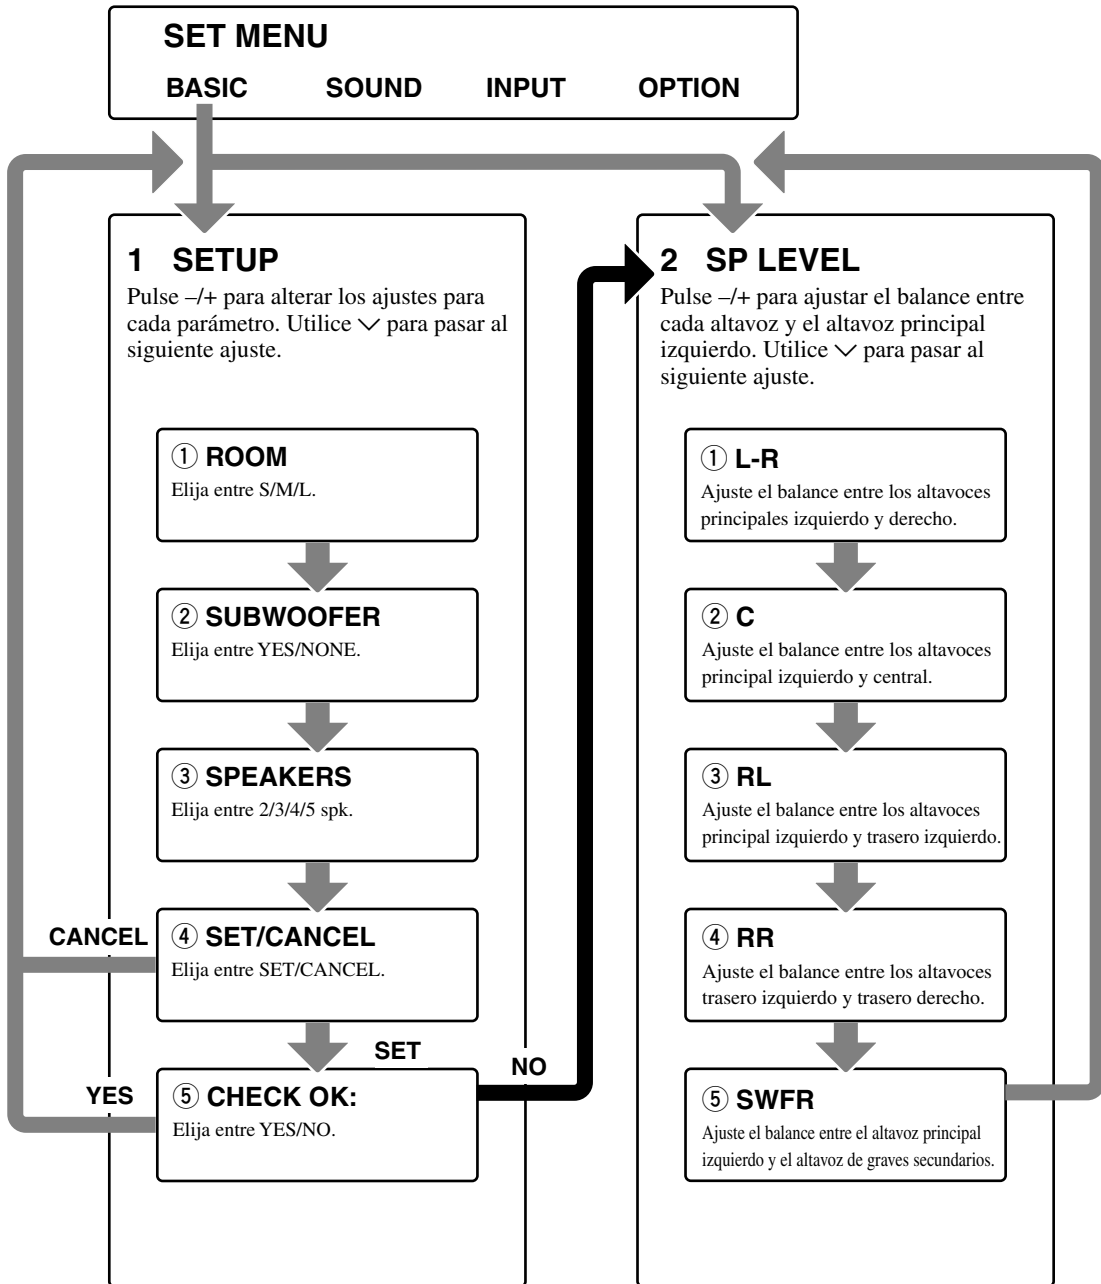 SET MENU
BASIC SOUND INPUT OPTION
1 SETUP
Pulse –/+ para alterar los ajustes para
cada parámetro. Utilice ∨ para pasar al
siguiente ajuste.
① ROOM
Elija entre S/M/L.
② SUBWOOFER
Elija entre YES/NONE.
③ SPEAKERS
Elija entre 2/3/4/5 spk.
CANCEL
④ SET/CANCEL
Elija entre SET/CANCEL.
SET
NO
YES
⑤ CHECK OK:
Elija entre YES/NO.
2 SP LEVEL
Pulse –/+ para ajustar el balance entre
cada altavoz y el altavoz principal
izquierdo. Utilice ∨ para pasar al
siguiente ajuste.
① L-R
Ajuste el balance entre los altavoces
principales izquierdo y derecho.
② C
Ajuste el balance entre los altavoces
principal izquierdo y central.
③ RL
Ajuste el balance entre los altavoces
principal izquierdo y trasero izquierdo.
④ RR
Ajuste el balance entre los altavoces
trasero izquierdo y trasero derecho.
⑤ SWFR
Ajuste el balance entre el altavoz principal
izquierdo y el altavoz de graves secundarios.